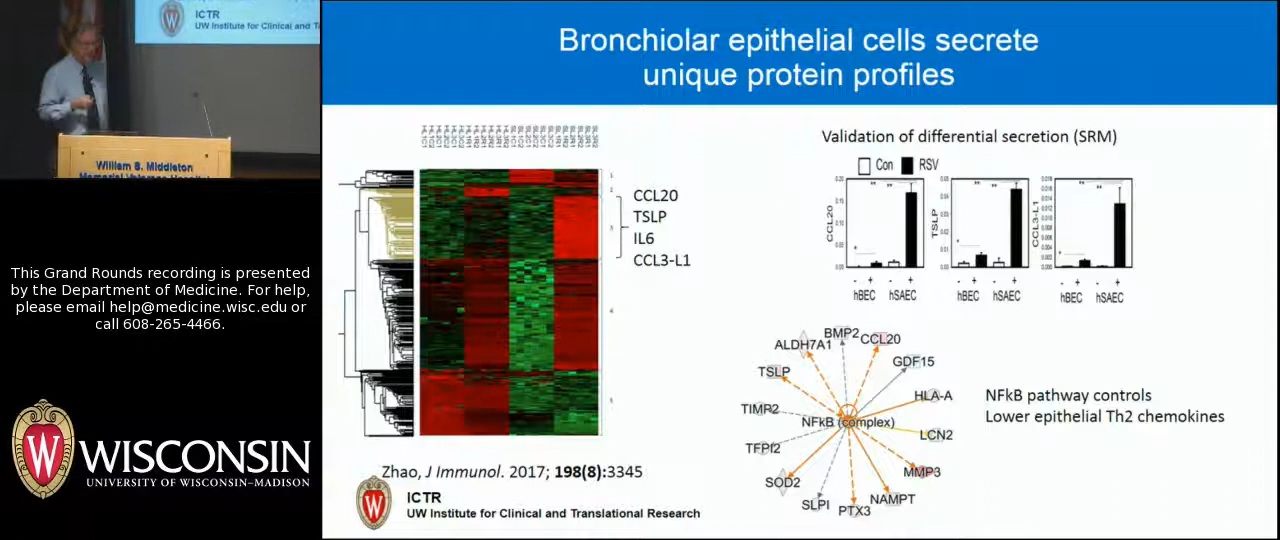 ICTR
UW Institute for Clinical and T
William S. Middleton
Memorial Veterans Hospital
This Grand Rounds recording is presented
by the Department of Medicine. For help,
please email help@medicine.wisc.edu or
call 608-265-4466.
WISCONSIN
UNIVERSITY OF WISCONSIN–MADISON
Bronchiolar epithelial cells secrete
unique protein profiles
CCL20
TSLP
IL6
CCL3-L1
Validation of differential secretion (SRM)
Con RSV
CCL20
TSLP
CCL3-L1
- + - +
hBEC hSAEC
- + - +
hBEC hSAEC
- + - +
hBEC hSAEC
BMP2
CCL20
ALDH7A1
GDF15
TSLP
HLA-A
TIMP2
NFkB (complex)
LCN2
TFPI2
MMP3
SOD2
NAMPT
SLPI
PTX3
NFkB pathway controls
Lower epithelial Th2 chemokines
Zhao, J Immunol. 2017; 198(8):3345
ICTR
UW Institute for Clinical and Translational Research